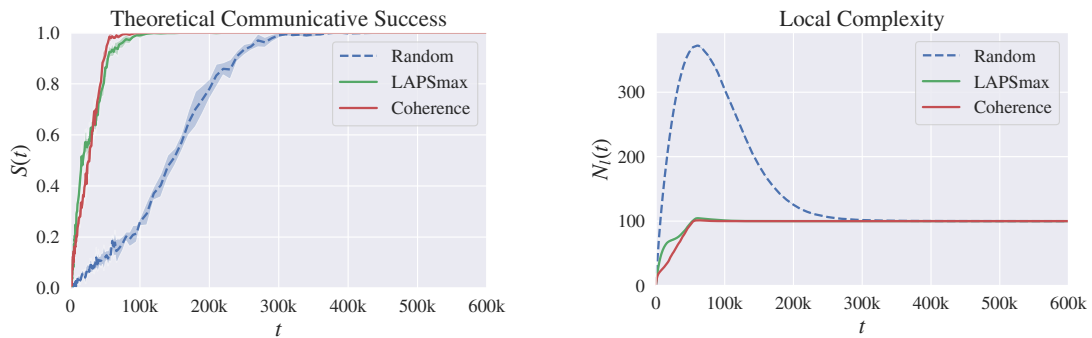 Theoretical Communicative Success
1.0
0.8
0.6
0.4
0.2
0.0
S(t)
0
100k
200k
300k
400k
500k
600k
t
Random
LAPSmax
Coherence
Local Complexity
300
200
100
0
N_l(t)
0
100k
200k
300k
400k
500k
600k
t
Random
LAPSmax
Coherence